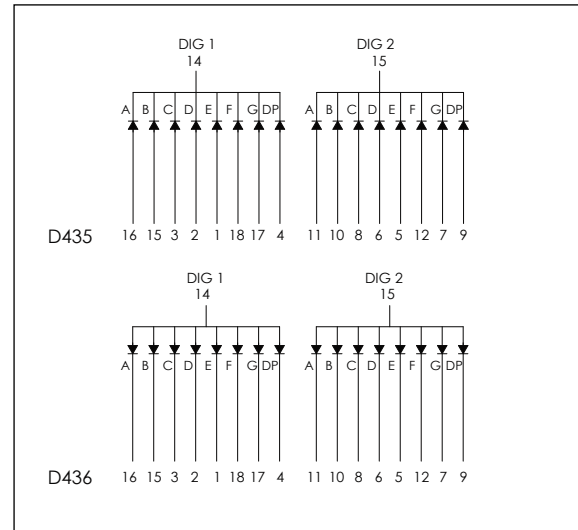 DIG 1 DIG 2
14 15
A B C D E F G DP A B C D E F G DP
D435 16 15 3 2 1 18 17 4 11 10 8 6 5 12 7 9
DIG 1 DIG 2
14 15
A B C D E F G DP A B C D E F G DP
D436 16 15 3 2 1 18 17 4 11 10 8 6 5 12 7 9